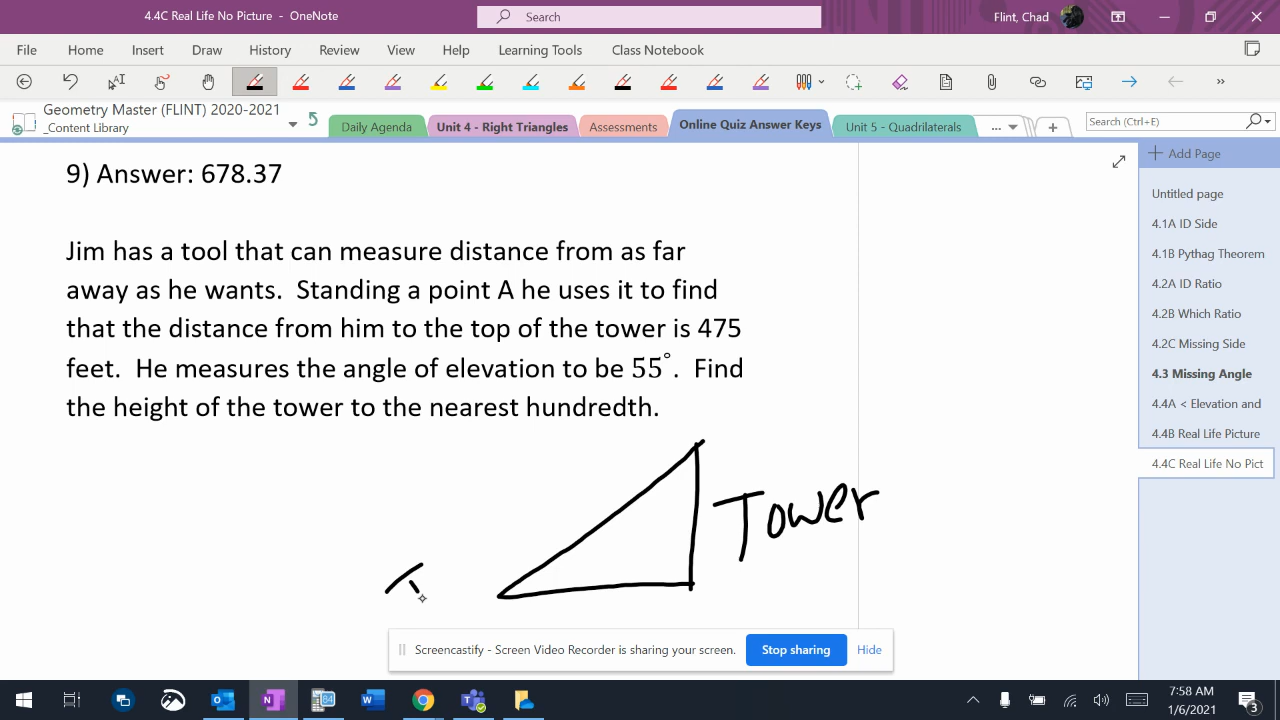 4.4C Real Life No Picture - OneNote
Search
Flint, Chad
File Home Insert Draw History Review View Help Learning Tools Class Notebook
Geometry Master (FLINT) 2020-2021
_Content Library
Daily Agenda Unit 4 - Right Triangles Assessments Online Quiz Answer Keys Unit 5 - Quadrilaterals ... Search (Ctrl+E)
Add Page
Untitled page
4.1A ID Side
4.1B Pythag Theorem
4.2A ID Ratio
4.2B Which Ratio
4.2C Missing Side
4.3 Missing Angle
4.4A < Elevation and
4.4B Real Life Picture
4.4C Real Life No Pict
9) Answer: 678.37
Jim has a tool that can measure distance from as far
away as he wants. Standing a point A he uses it to find
that the distance from him to the top of the tower is 475
feet. He measures the angle of elevation to be 55°. Find
the height of the tower to the nearest hundredth.
Tower
Screencastify - Screen Video Recorder is sharing your screen. Stop sharing Hide
84
7:58 AM
1/6/2021
3